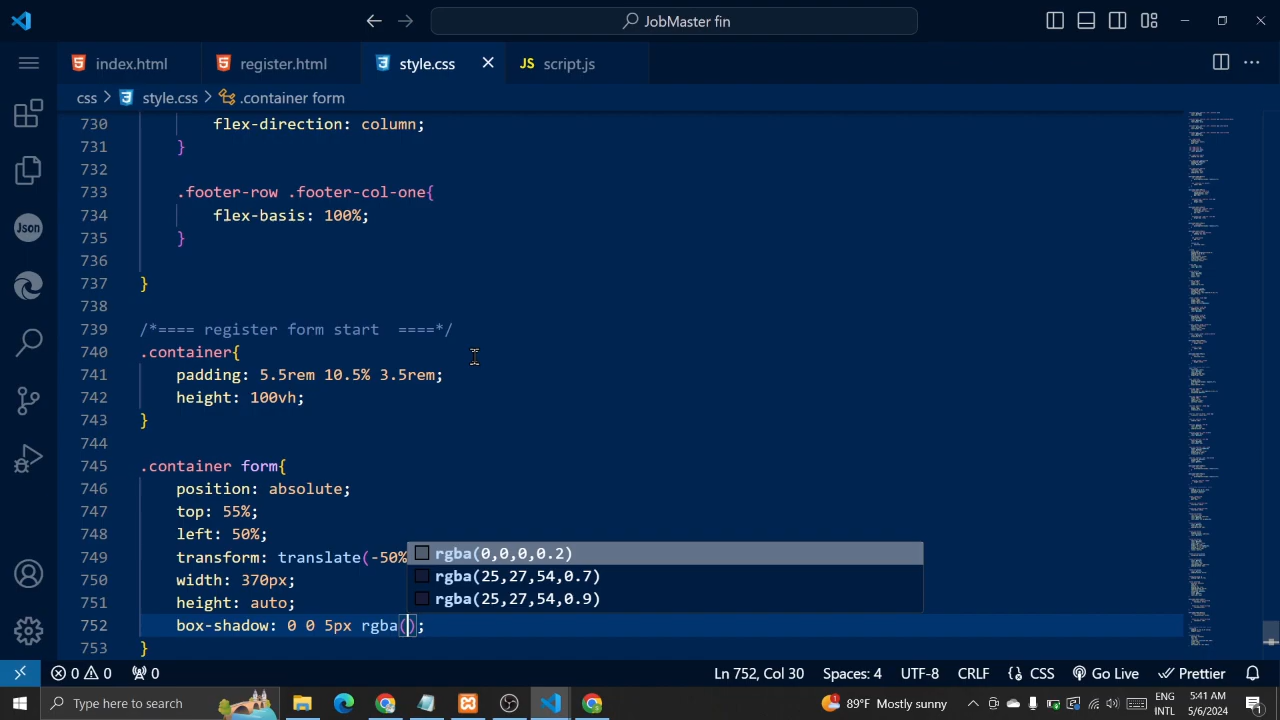 JobMaster fin
index.html
register.html
style.css
JS script.js
css > style.css > .container form
730 flex-direction: column;
731 }
732
733 .footer-row .footer-col-one{
734 flex-basis: 100%;
735 }
736
737 }
738
739 /*==== register form start  ====*/
740 .container{
741 padding: 5.5rem 10.5% 3.5rem;
742 height: 100vh;
743 }
744
745 .container form{
746 position: absolute;
747 top: 55%;
748 left: 50%;
749 transform: translate(-50%
rgba(0,0,0,0.2)
750 width: 370px;
rgba(25,27,54,0.7)
751 height: auto;
rgba(25,27,54,0.9)
752 box-shadow: 0 0 5px rgba()
753 }
Json
0 0 0
Ln 752, Col 30
Spaces: 4
UTF-8
CRLF
{} CSS
Go Live
Prettier
Type here to search
89°F Mostly sunny
ENG
INTL
5:41 AM
5/6/2024